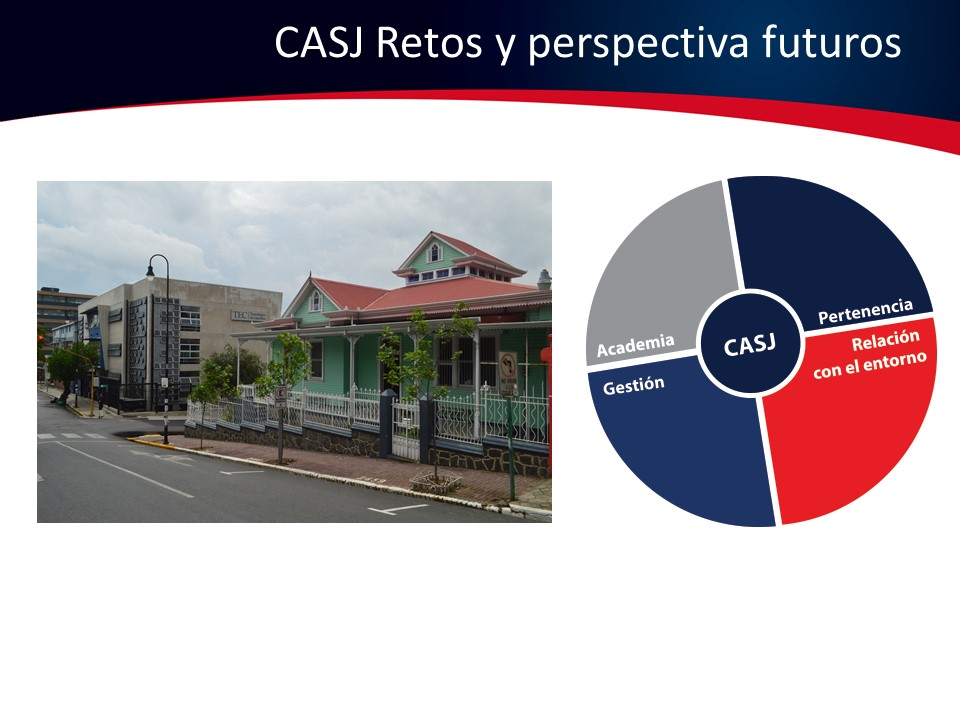 CASJ Retos y perspectiva futuros
TEC
Academia
Pertenencia
CASJ
Gestión
Relación
con el entorno